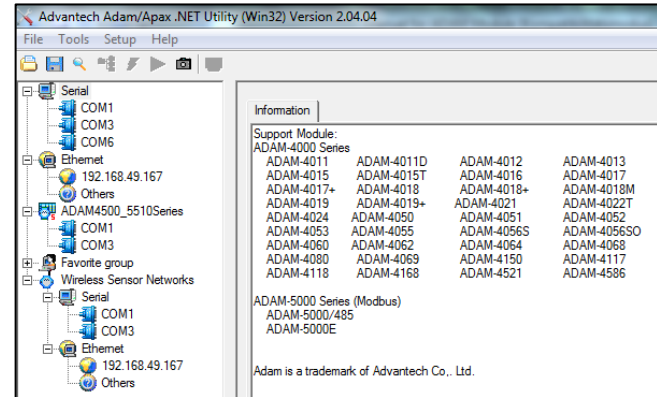 Advantech Adam/Apax .NET Utility (Win32) Version 2.04.04
File Tools Setup Help
Serial
COM1
COM3
COM6
Ethernet
192.168.49.167
Others
ADAM4500_5510Series
COM1
COM3
Favorite group
Wireless Sensor Networks
Serial
COM1
COM3
Ethernet
192.168.49.167
Others
Information
Support Module:
ADAM-4000 Series
ADAM-4011 ADAM-4011D ADAM-4012 ADAM-4013
ADAM-4015 ADAM-4015T ADAM-4016 ADAM-4017
ADAM-4017+ ADAM-4018 ADAM-4018+ ADAM-4018M
ADAM-4019 ADAM-4019+ ADAM-4021 ADAM-4022T
ADAM-4024 ADAM-4050 ADAM-4051 ADAM-4052
ADAM-4053 ADAM-4055 ADAM-4056S ADAM-4056SO
ADAM-4060 ADAM-4062 ADAM-4064 ADAM-4068
ADAM-4080 ADAM-4069 ADAM-4150 ADAM-4117
ADAM-4118 ADAM-4168 ADAM-4521 ADAM-4586
ADAM-5000 Series (Modbus)
ADAM-5000/485
ADAM-5000E
Adam is a trademark of Advantech Co,. Ltd.